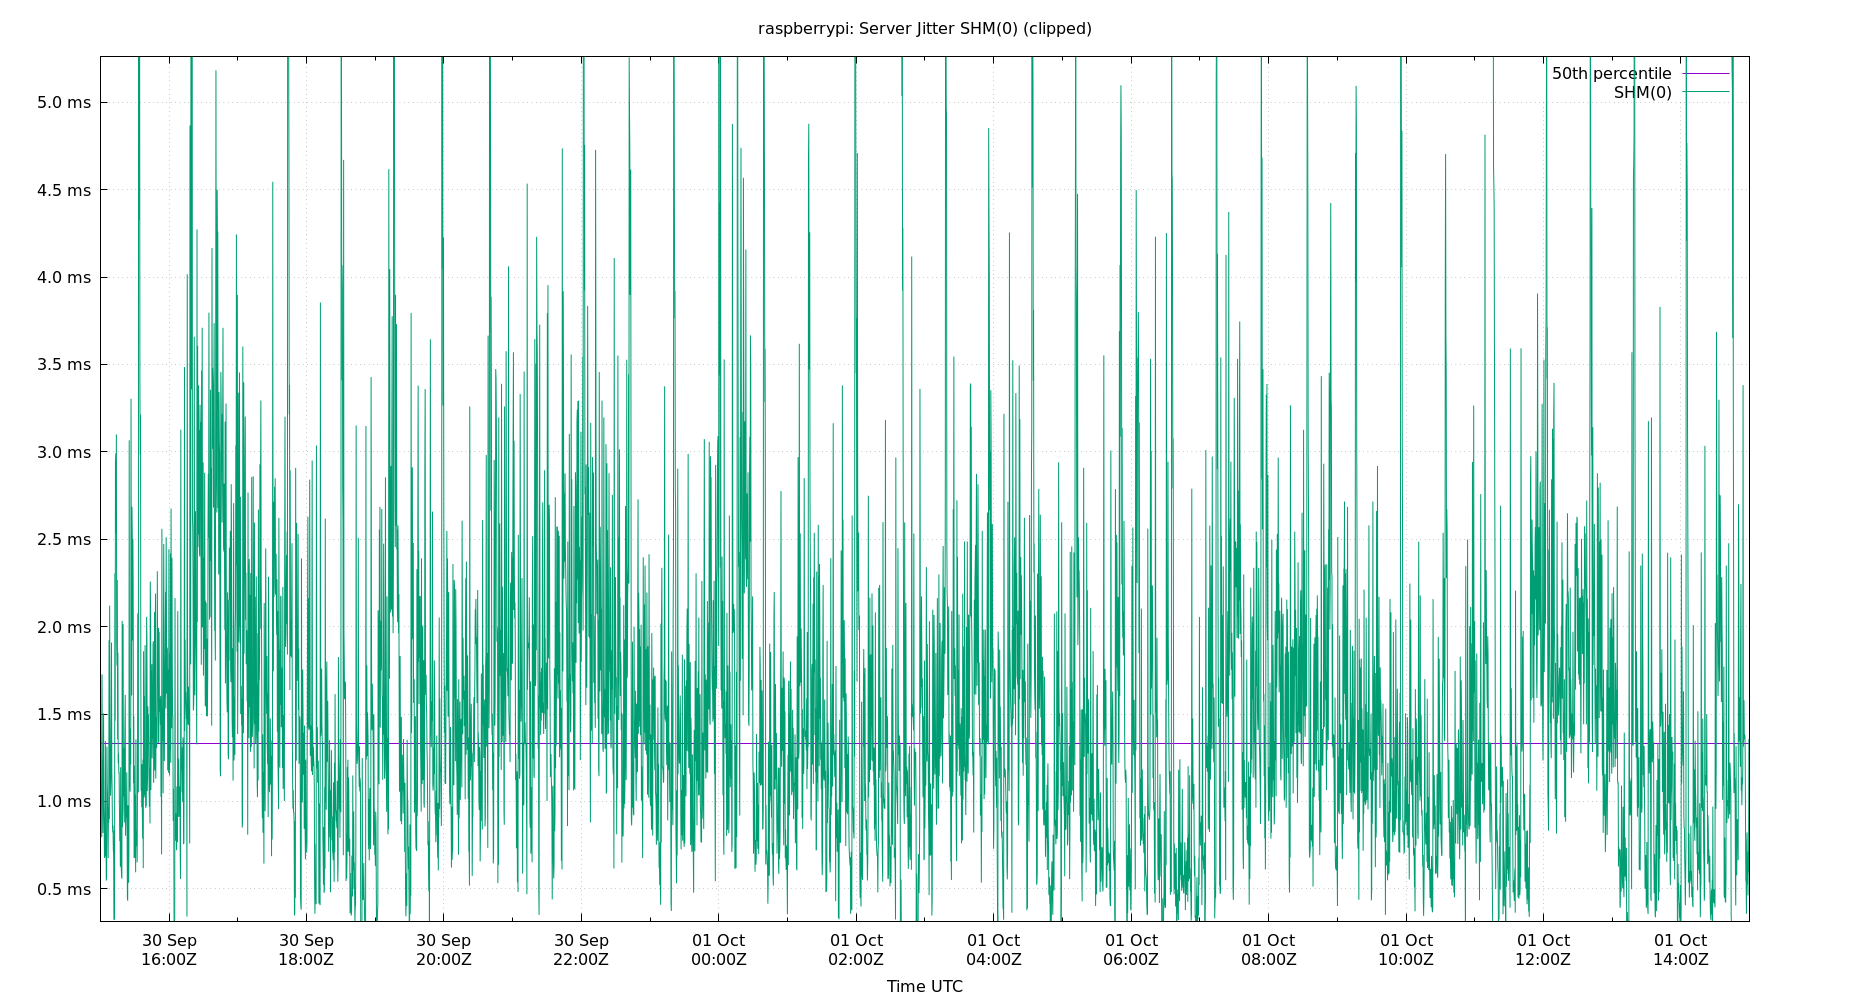 raspberrypi: Server Jitter SHM(0) (clipped)
50th percentile
SHM(0)
5.0 ms
4.5 ms
4.0 ms
3.5 ms
3.0 ms
2.5 ms
2.0 ms
1.5 ms
1.0 ms
0.5 ms
30 Sep 30 Sep 30 Sep 30 Sep 01 Oct 01 Oct 01 Oct 01 Oct 01 Oct 01 Oct 01 Oct 01 Oct
16:00Z 18:00Z 20:00Z 22:00Z 00:00Z 02:00Z 04:00Z 06:00Z 08:00Z 10:00Z 12:00Z 14:00Z
Time UTC